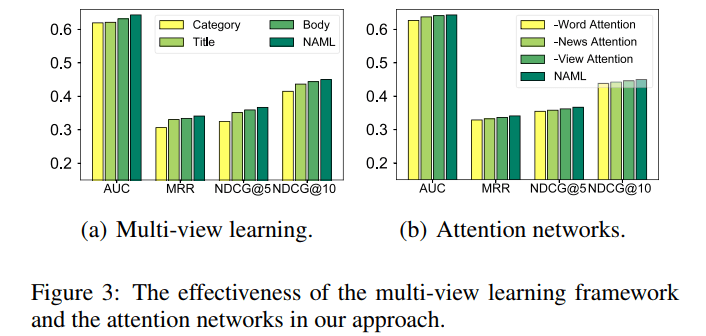 0.6
0.5
0.4
0.3
0.2
Category
Title
Body
NAML
AUC
MRR
NDCG@5
NDCG@10
(a) Multi-view learning.
0.6
0.5
0.4
0.3
0.2
-Word Attention
-News Attention
-View Attention
NAML
AUC
MRR
NDCG@5
NDCG@10
(b) Attention networks.
Figure 3: The effectiveness of the multi-view learning framework
and the attention networks in our approach.